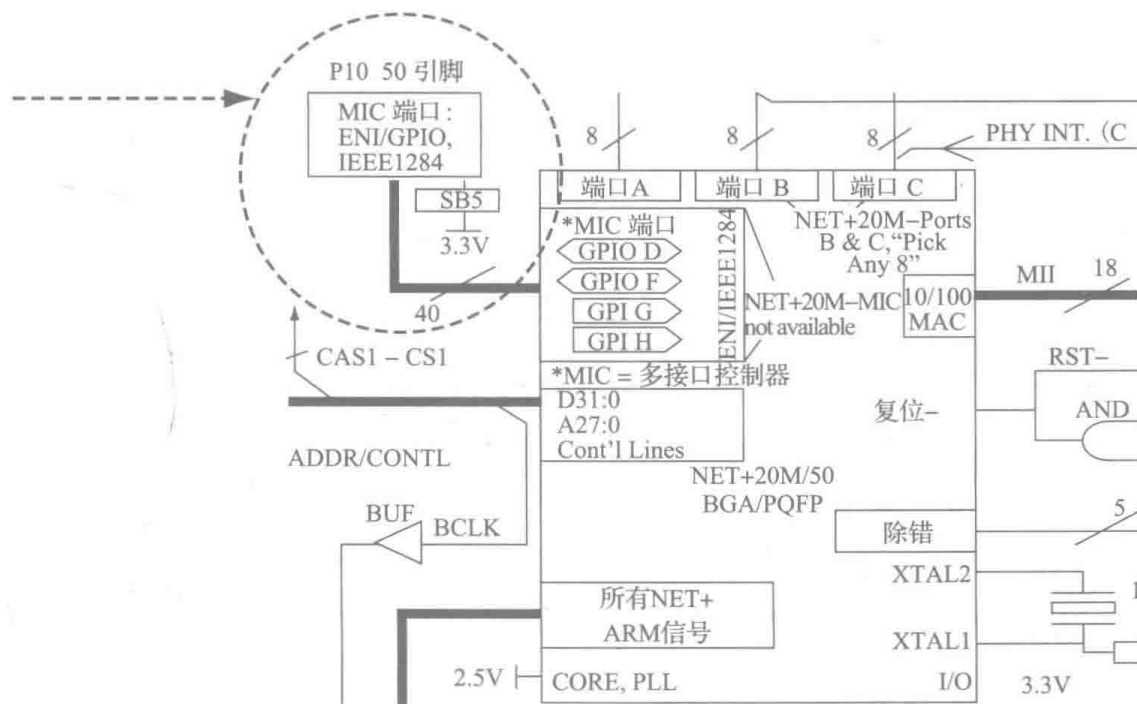 P10 50 引脚
MIC 端口:
ENI/GPIO,
IEEE1284
SB5
3.3V
40
8
8
8
PHY INT. (C
端口A
端口 B
端口 C
*MIC 端口
GPIO D
GPIO F
GPI G
GPI H
ENI/IEEE1284
NET+20M–Ports
B & C,“Pick
Any 8”
NET+20M–MIC
not available
10/100
MAC
MII
18
CAS1 – CS1
*MIC = 多接口控制器
D31:0
A27:0
Cont'l Lines
ADDR/CONTL
NET+20M/50
BGA/PQFP
RST–
复位–
AND
BUF
BCLK
除错
5
XTAL2
XTAL1
所有NET+
ARM信号
2.5V
CORE, PLL
I/O
3.3V